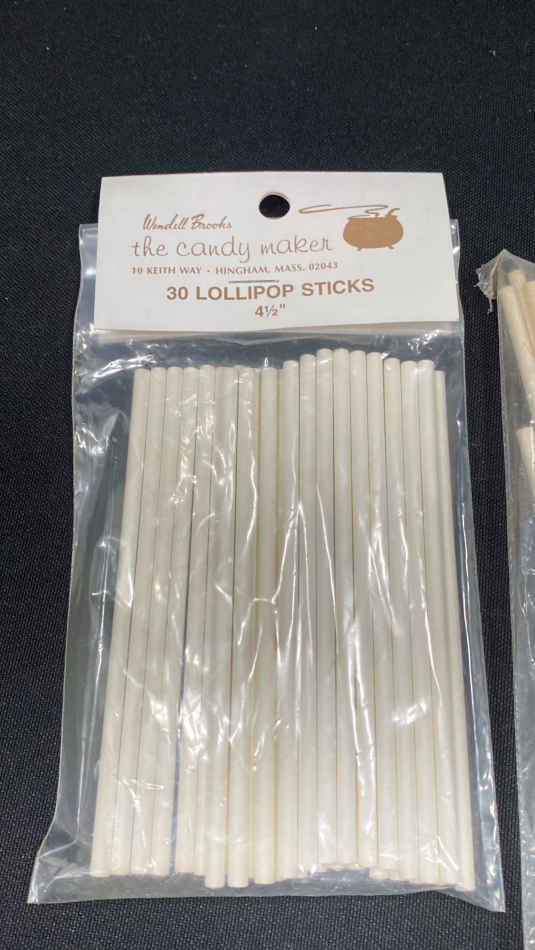 Wendell Brooks
the candy maker
10 KEITH WAY • HINGHAM, MASS. 02043
30 LOLLIPOP STICKS
4½"